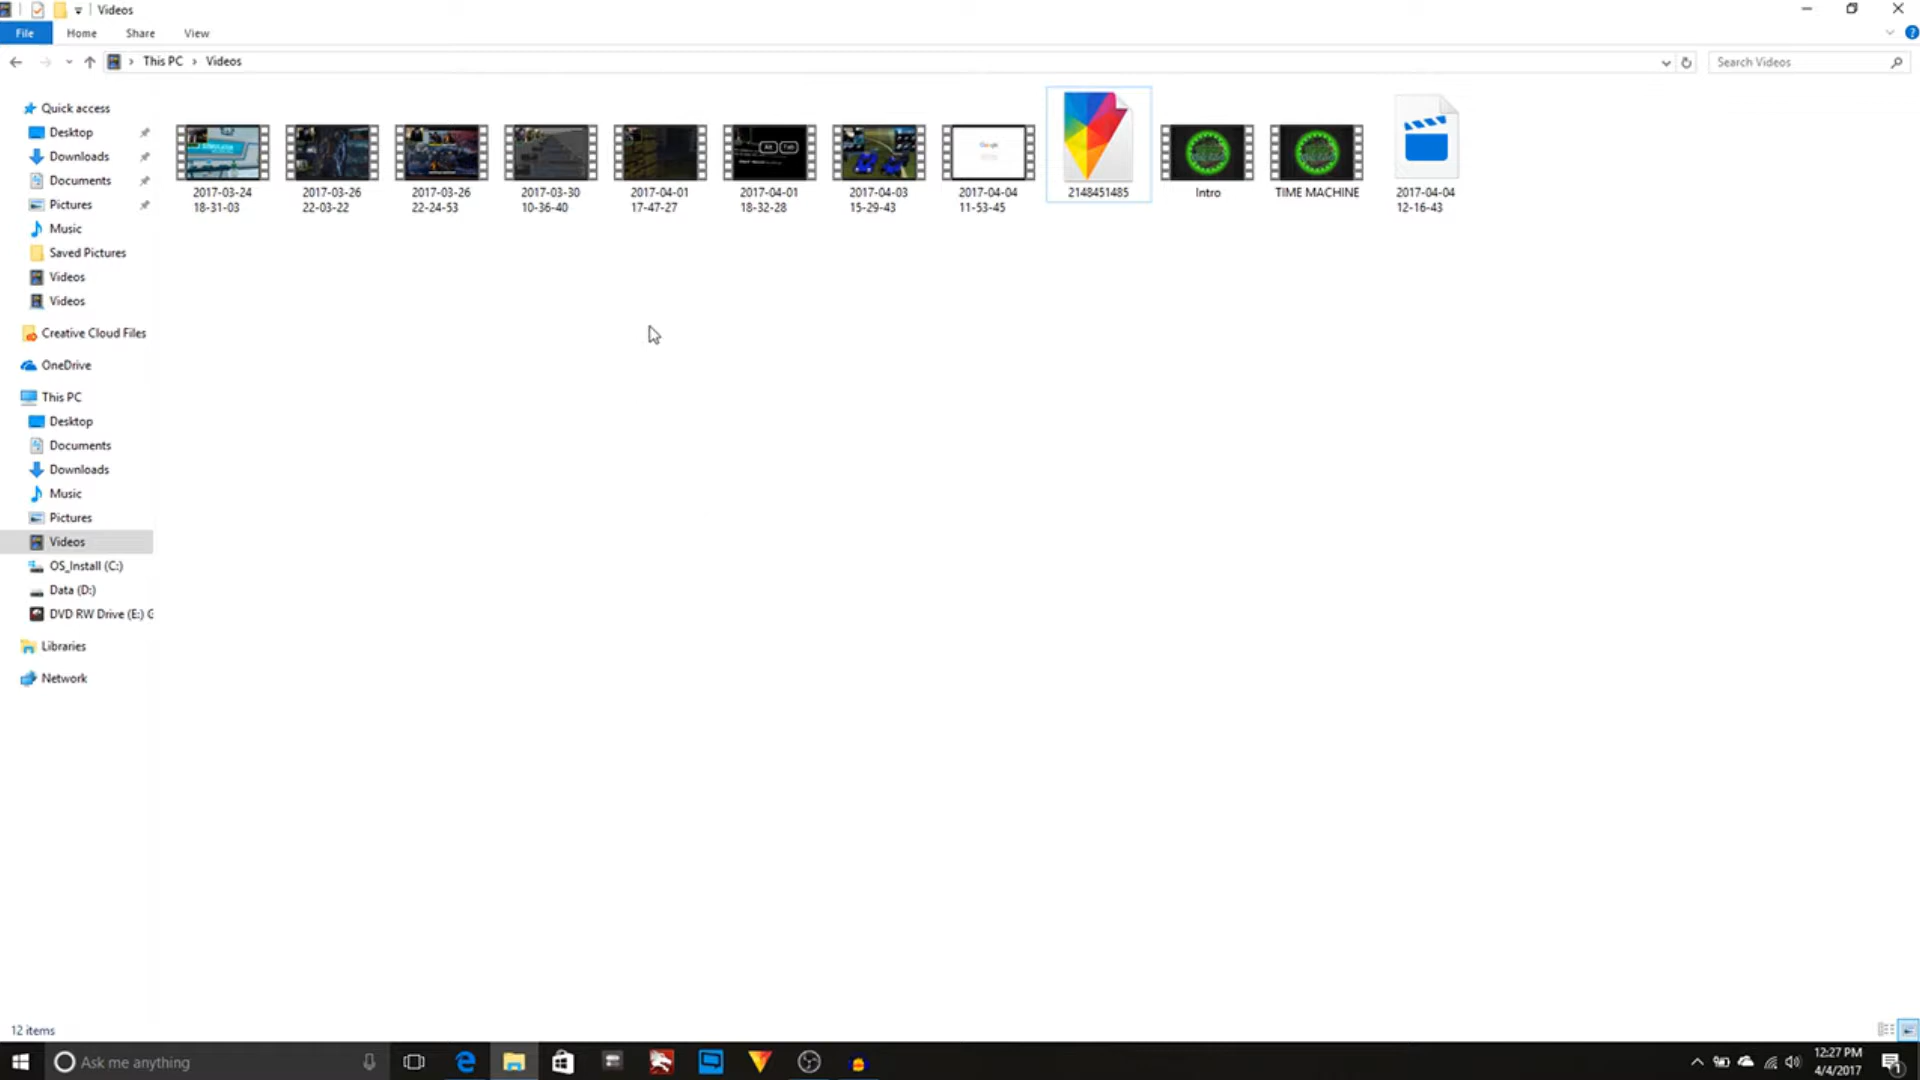 Videos
File Home Share View
This PC Videos
Search Videos
Quick access
Desktop
Downloads
Documents
Pictures
Music
Saved Pictures
Videos
Videos
Creative Cloud Files
OneDrive
This PC
Desktop
Documents
Downloads
Music
Pictures
Videos
OS_Install (C:)
Data (D:)
DVD RW Drive (E:) G
Libraries
Network
2017-03-24
18-31-03
2017-03-26
22-03-22
2017-03-26
22-24-53
2017-03-30
10-36-40
2017-04-01
17-47-27
Alt Tab
2017-04-01
18-32-28
2017-04-03
15-29-43
Google
2017-04-04
11-53-45
2148451485
Intro
TIME MACHINE
2017-04-04
12-16-43
12 items
Ask me anything
12:27 PM
4/4/2017
1